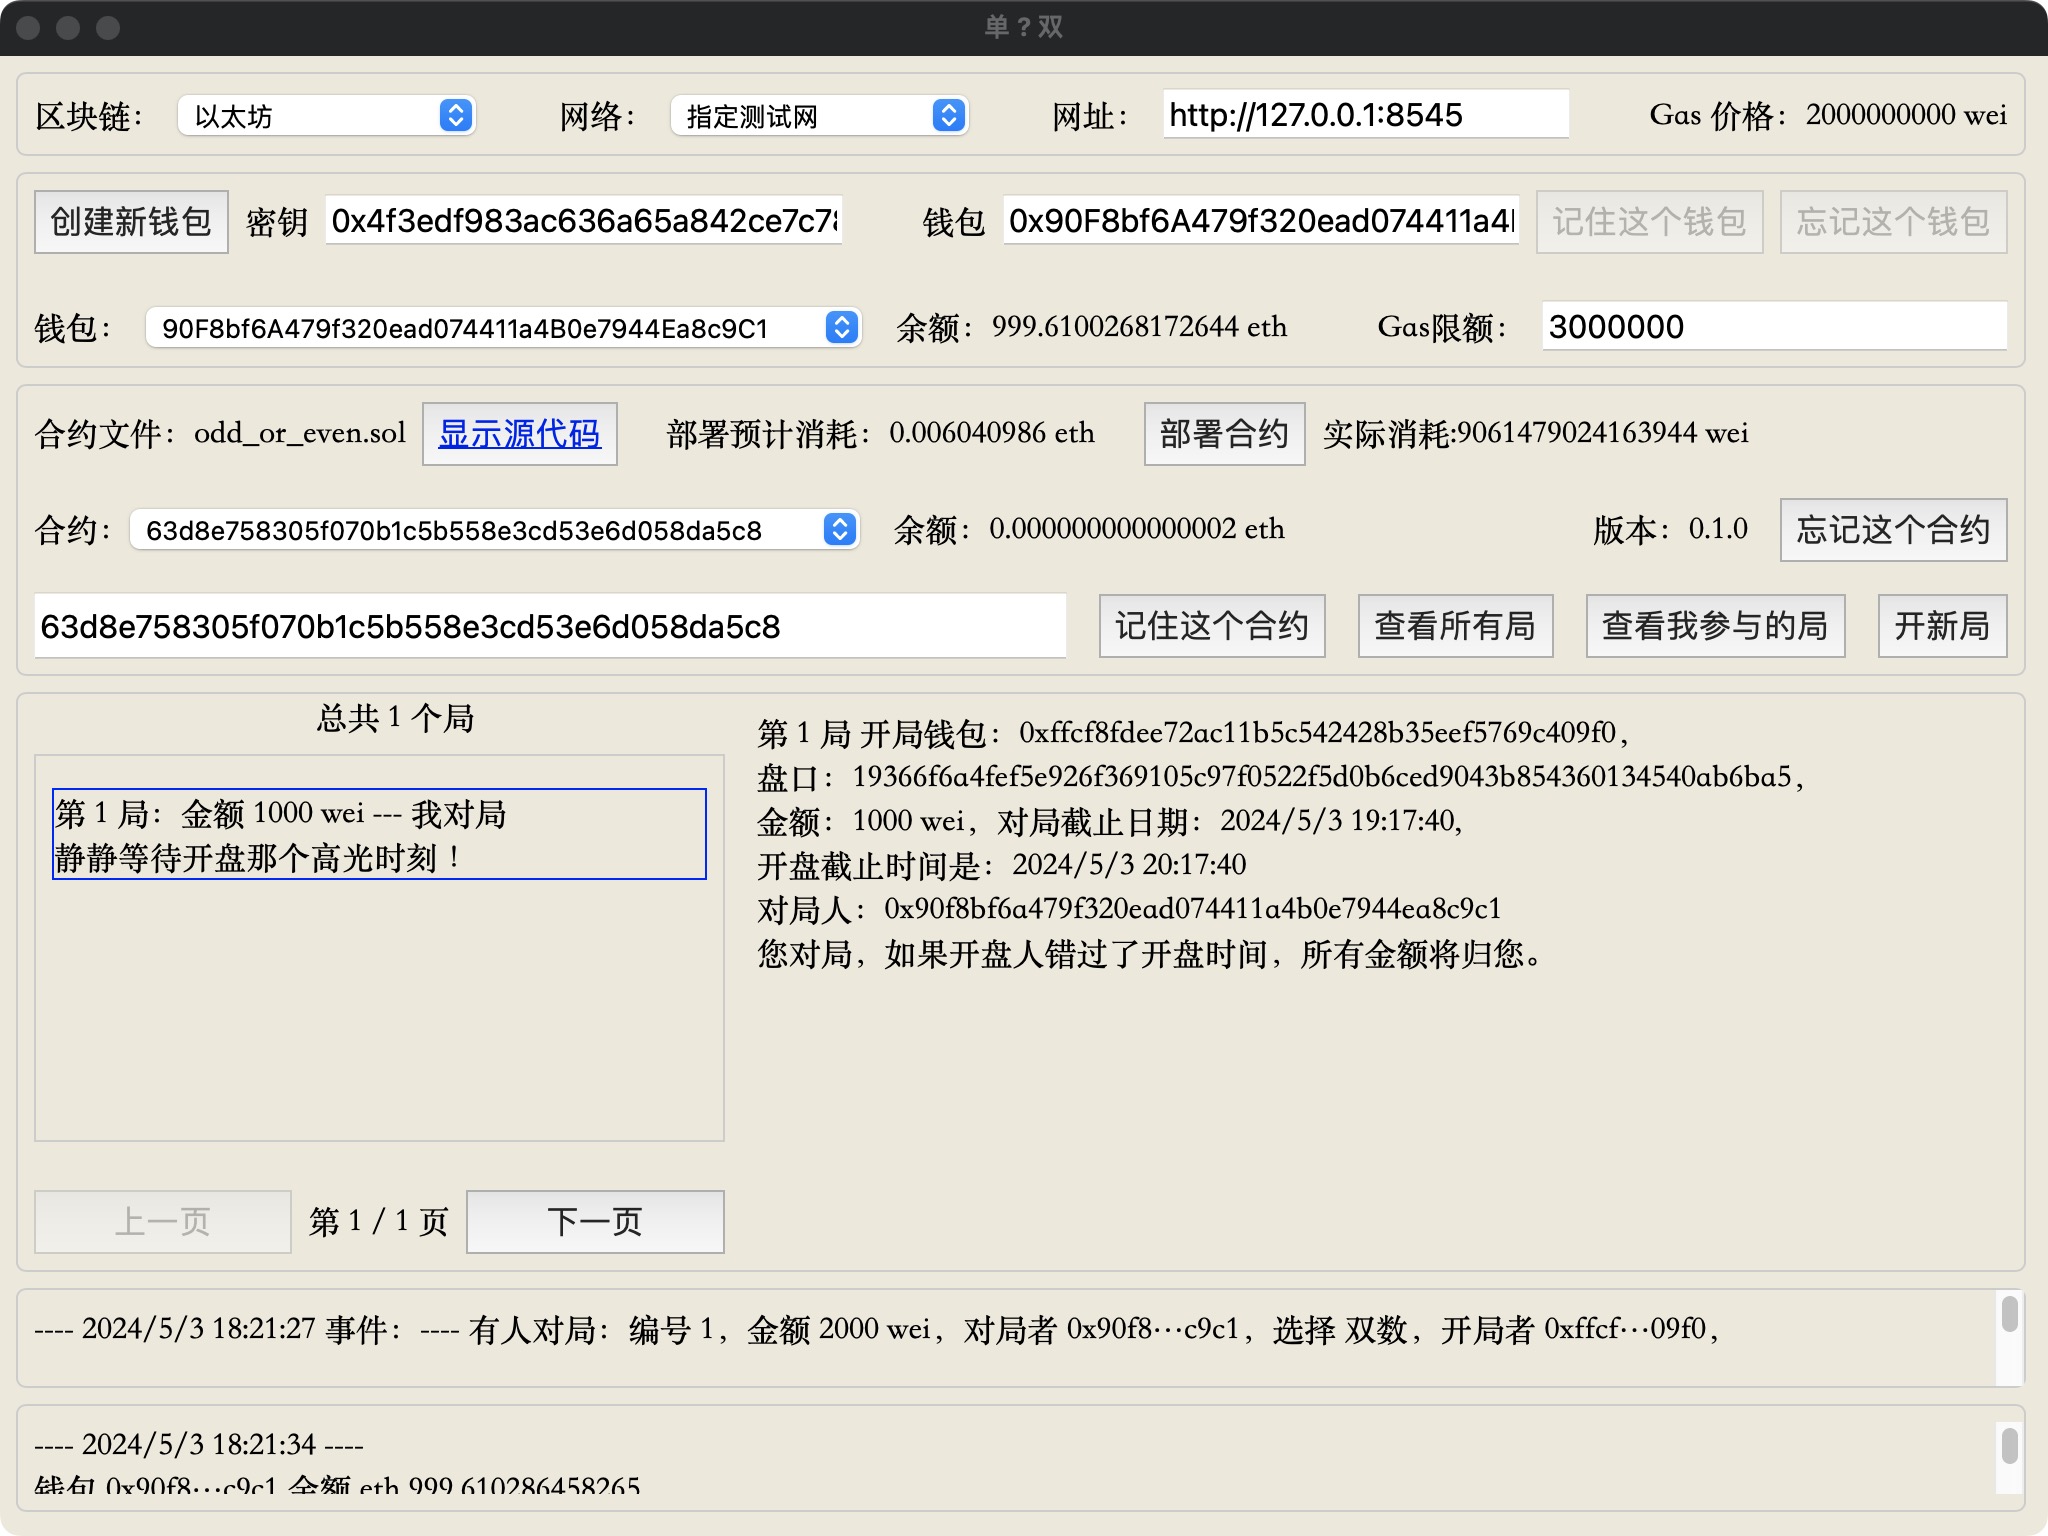 单？双
区块链： 以太坊 网络： 指定测试网 网址： http://127.0.0.1:8545 Gas 价格： 2000000000 wei
创建新钱包 密钥 0x4f3edf983ac636a65a842ce7c78 钱包 0x90F8bf6A479f320ead074411a4 记住这个钱包 忘记这个钱包
钱包： 90F8bf6A479f320ead074411a4B0e7944Ea8c9C1 余额： 999.6100268172644 eth Gas限额： 3000000
合约文件： odd_or_even.sol 显示源代码 部署预计消耗： 0.006040986 eth 部署合约 实际消耗:9061479024163944 wei
合约： 63d8e758305f070b1c5b558e3cd53e6d058da5c8 余额： 0.000000000000002 eth 版本： 0.1.0 忘记这个合约
63d8e758305f070b1c5b558e3cd53e6d058da5c8 记住这个合约 查看所有局 查看我参与的局 开新局
总共 1 个局
第 1 局：金额 1000 wei --- 我对局
静静等待开盘那个高光时刻！
上一页 第 1 / 1 页 下一页
第 1 局 开局钱包： 0xffcf8fdee72ac11b5c542428b35eef5769c409f0，
盘口： 19366f6a4fef5e926f369105c97f0522f5d0b6ced9043b854360134540ab6ba5，
金额： 1000 wei，对局截止日期： 2024/5/3 19:17:40,
开盘截止时间是： 2024/5/3 20:17:40
对局人： 0x90f8bf6a479f320ead074411a4b0e7944ea8c9c1
您对局，如果开盘人错过了开盘时间，所有金额将归您。
---- 2024/5/3 18:21:27 事件： ---- 有人对局：编号 1，金额 2000 wei，对局者 0x90f8···c9c1，选择 双数，开局者 0xffcf···09f0，
---- 2024/5/3 18:21:34 ----
钱包 0x90f8···c9c1 余额 eth 999.610286458265